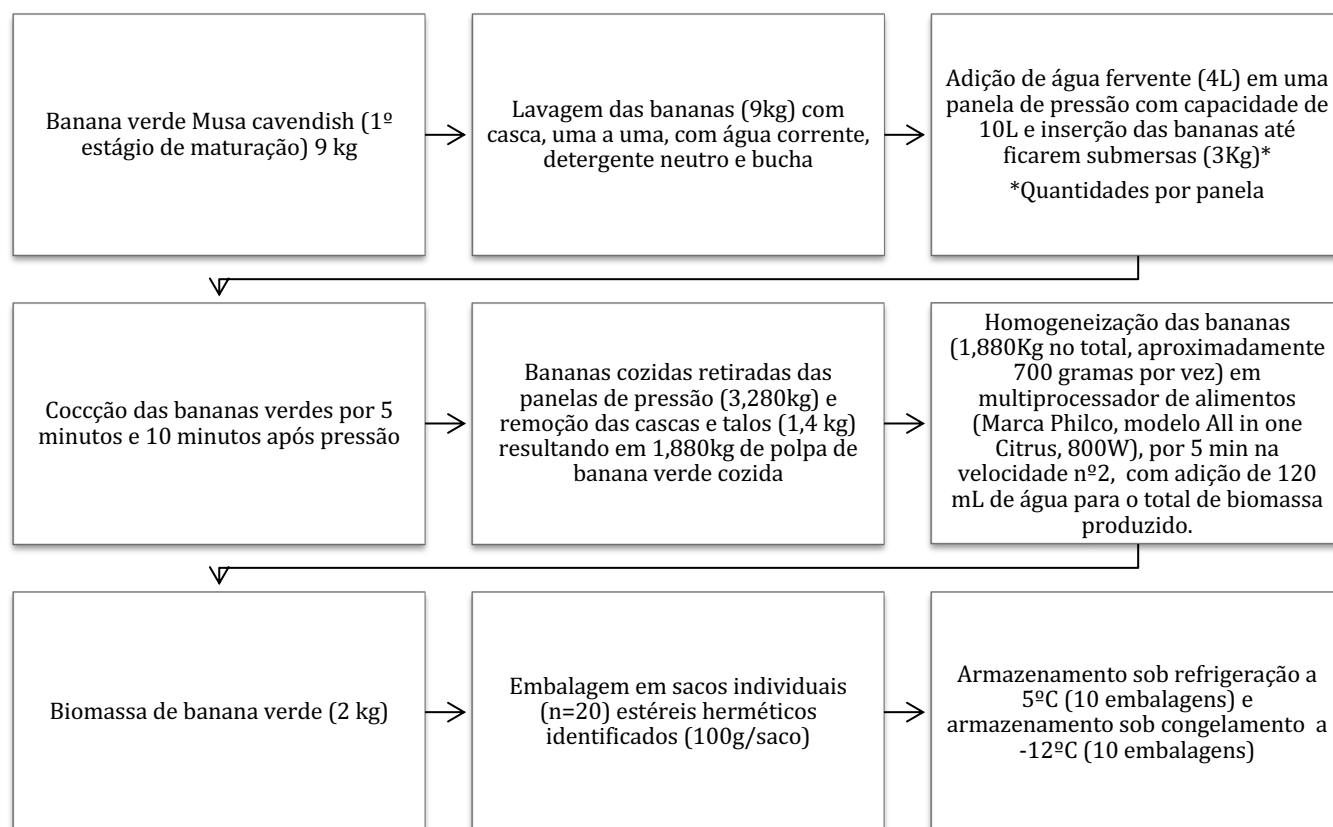 Banana verde Musa cavendish (1º
estágio de maturação) 9 kg
Lavagem das bananas (9kg) com
casca, uma a uma, com água corrente,
detergente neutro e bucha
Adição de água fervente (4L) em uma
panela de pressão com capacidade de
10L e inserção das bananas até
ficarem submersas (3Kg)*
*Quantidades por panela
Coccção das bananas verdes por 5
minutos e 10 minutos após pressão
Bananas cozidas retiradas das
panelas de pressão (3,280kg) e
remoção das cascas e talos (1,4 kg)
resultando em 1,880kg de polpa de
banana verde cozida
Homogeneização das bananas
(1,880Kg no total, aproximadamente
700 gramas por vez) em
multiprocessador de alimentos
(Marca Philco, modelo All in one
Citrus, 800W), por 5 min na
velocidade nº2, com adição de 120
mL de água para o total de biomassa
produzido.
Biomassa de banana verde (2 kg)
Embalagem em sacos individuais
(n=20) estéreis herméticos
identificados (100g/saco)
Armazenamento sob refrigeração a
5ºC (10 embalagens) e
armazenamento sob congelamento a
-12ºC (10 embalagens)